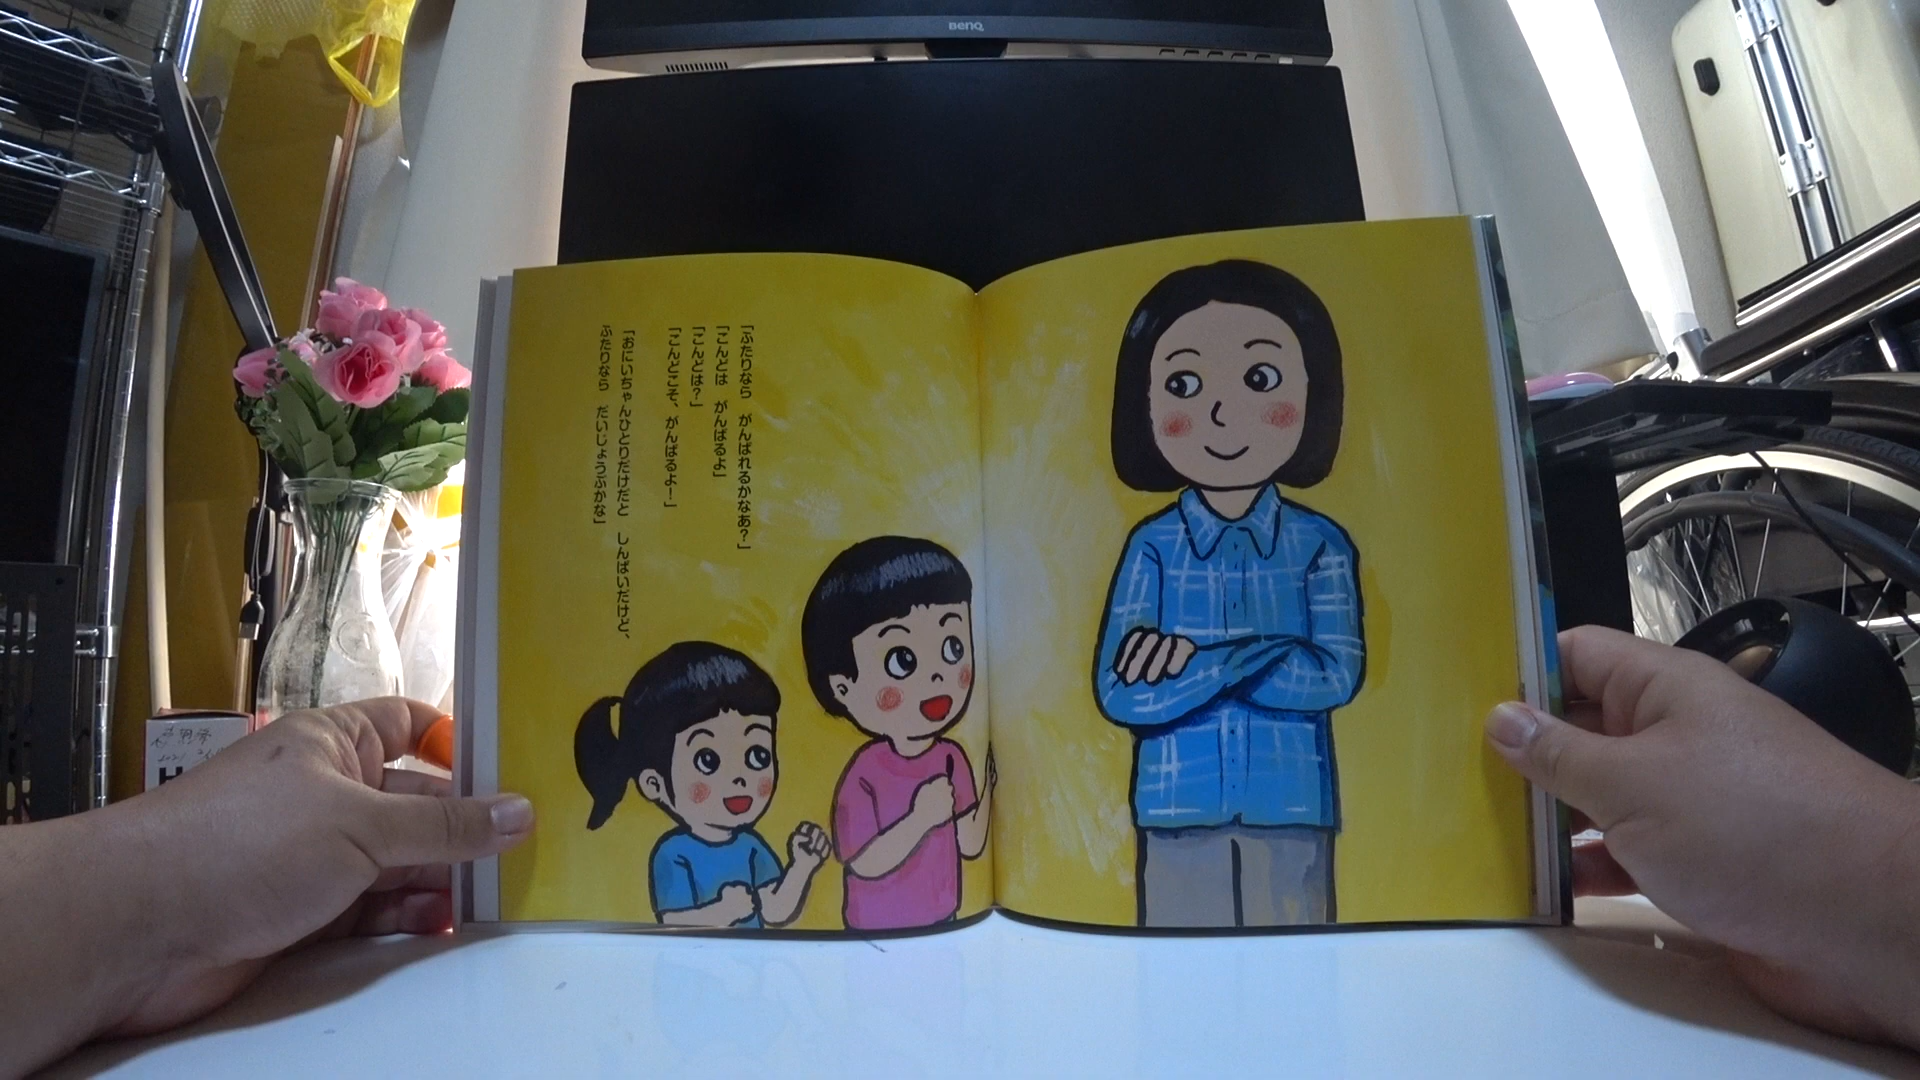 BenQ
「ふたりなら がんばれるかなあ?」
「こんどは がんばるよ」
「こんどは?」
「こんどこそ、がんばるよー!」
「おにいちゃんひとりだけだと しんぱいだけど、
ふたりなら だいじょうぶかな」